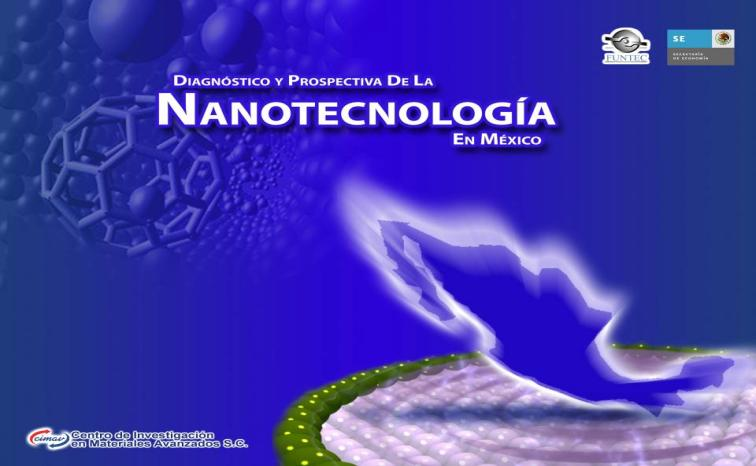 FUNTEC
SE
SECRETARÍA
DE ECONOMÍA
DIAGNÓSTICO Y PROSPECTIVA DE LA
NANOTECNOLOGÍA
EN MÉXICO
cimav
Centro de Investigación
en Materiales Avanzados S.C.